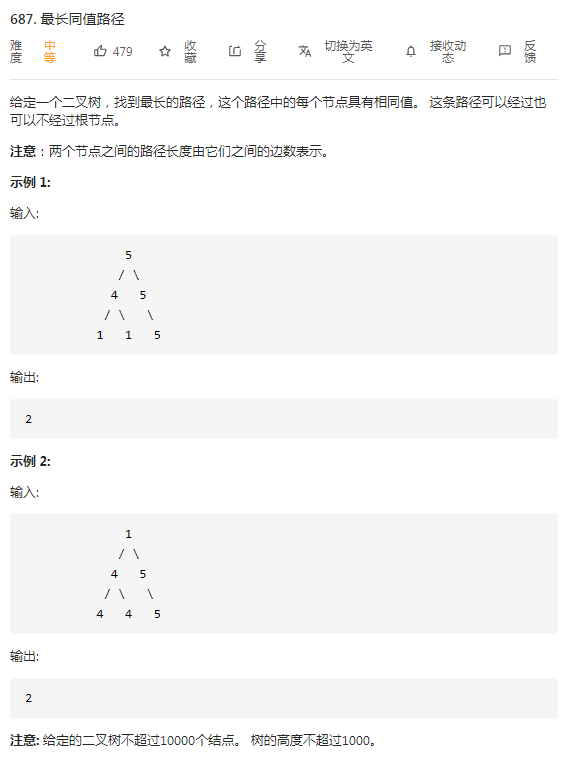 687. 最长同值路径
难度 中等 479 收藏 分享 切换为英文 接收动态 反馈
给定一个二叉树，找到最长的路径，这个路径中的每个节点具有相同值。 这条路径可以经过也
可以不经过根节点。
注意：两个节点之间的路径长度由它们之间的边数表示。
示例 1:
输入:
5
/ \
4 5
/ \ \
1 1 5
输出:
2
示例 2:
输入:
1
/ \
4 5
/ \ \
4 4 5
输出:
2
注意: 给定的二叉树不超过10000个结点。 树的高度不超过1000。